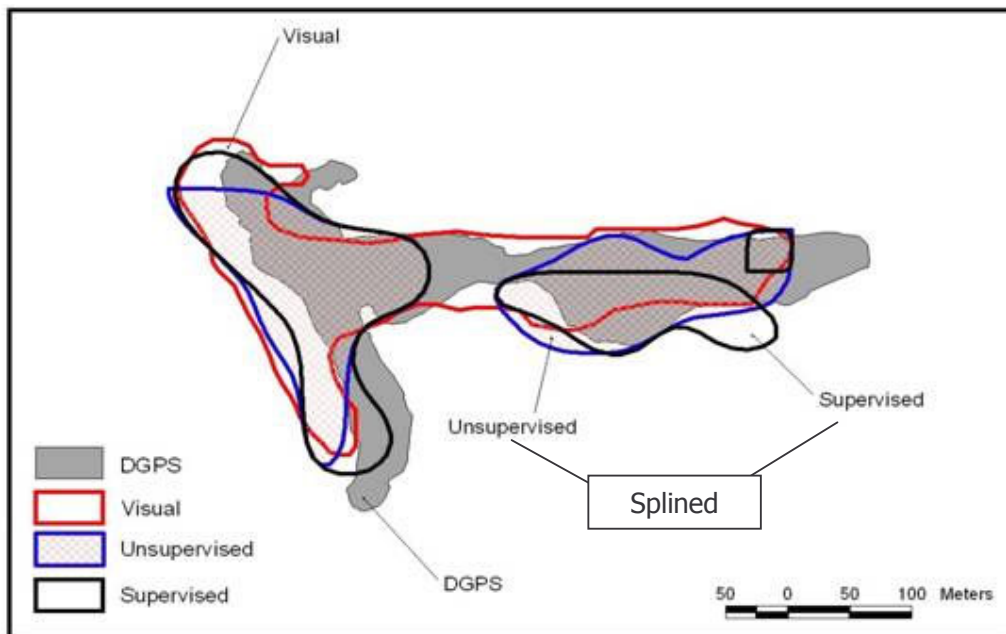 Visual
Supervised
Unsupervised
Splined
DGPS
Visual
Unsupervised
Supervised
DGPS
50 0 50 100 Meters